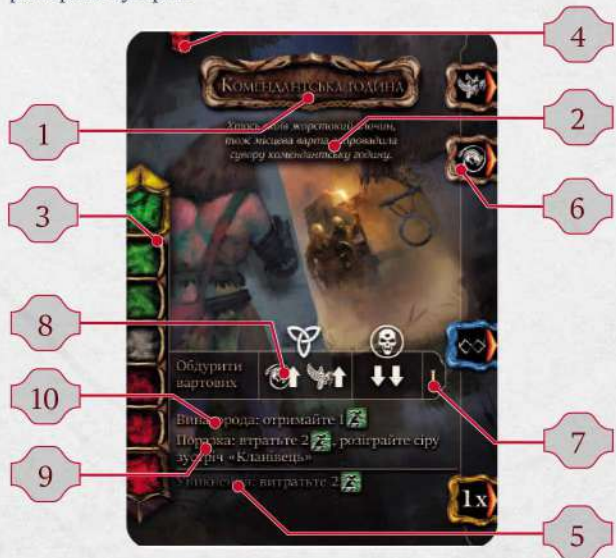 4
КОМЕНДАНТСЬКА ГОДИНА
1
2
Хтось скоїв жорстокий злочин,
тож місцева варта запровадила
сувору комендантську годину.
3
6
8
Обдурити
вартових
1
7
10
Винагорода: отримайте 1
Поразка: втратьте 2 , розіграйте сіру
зустріч «Кланівець»
9
Уникнення: витратьте 2
1x
5